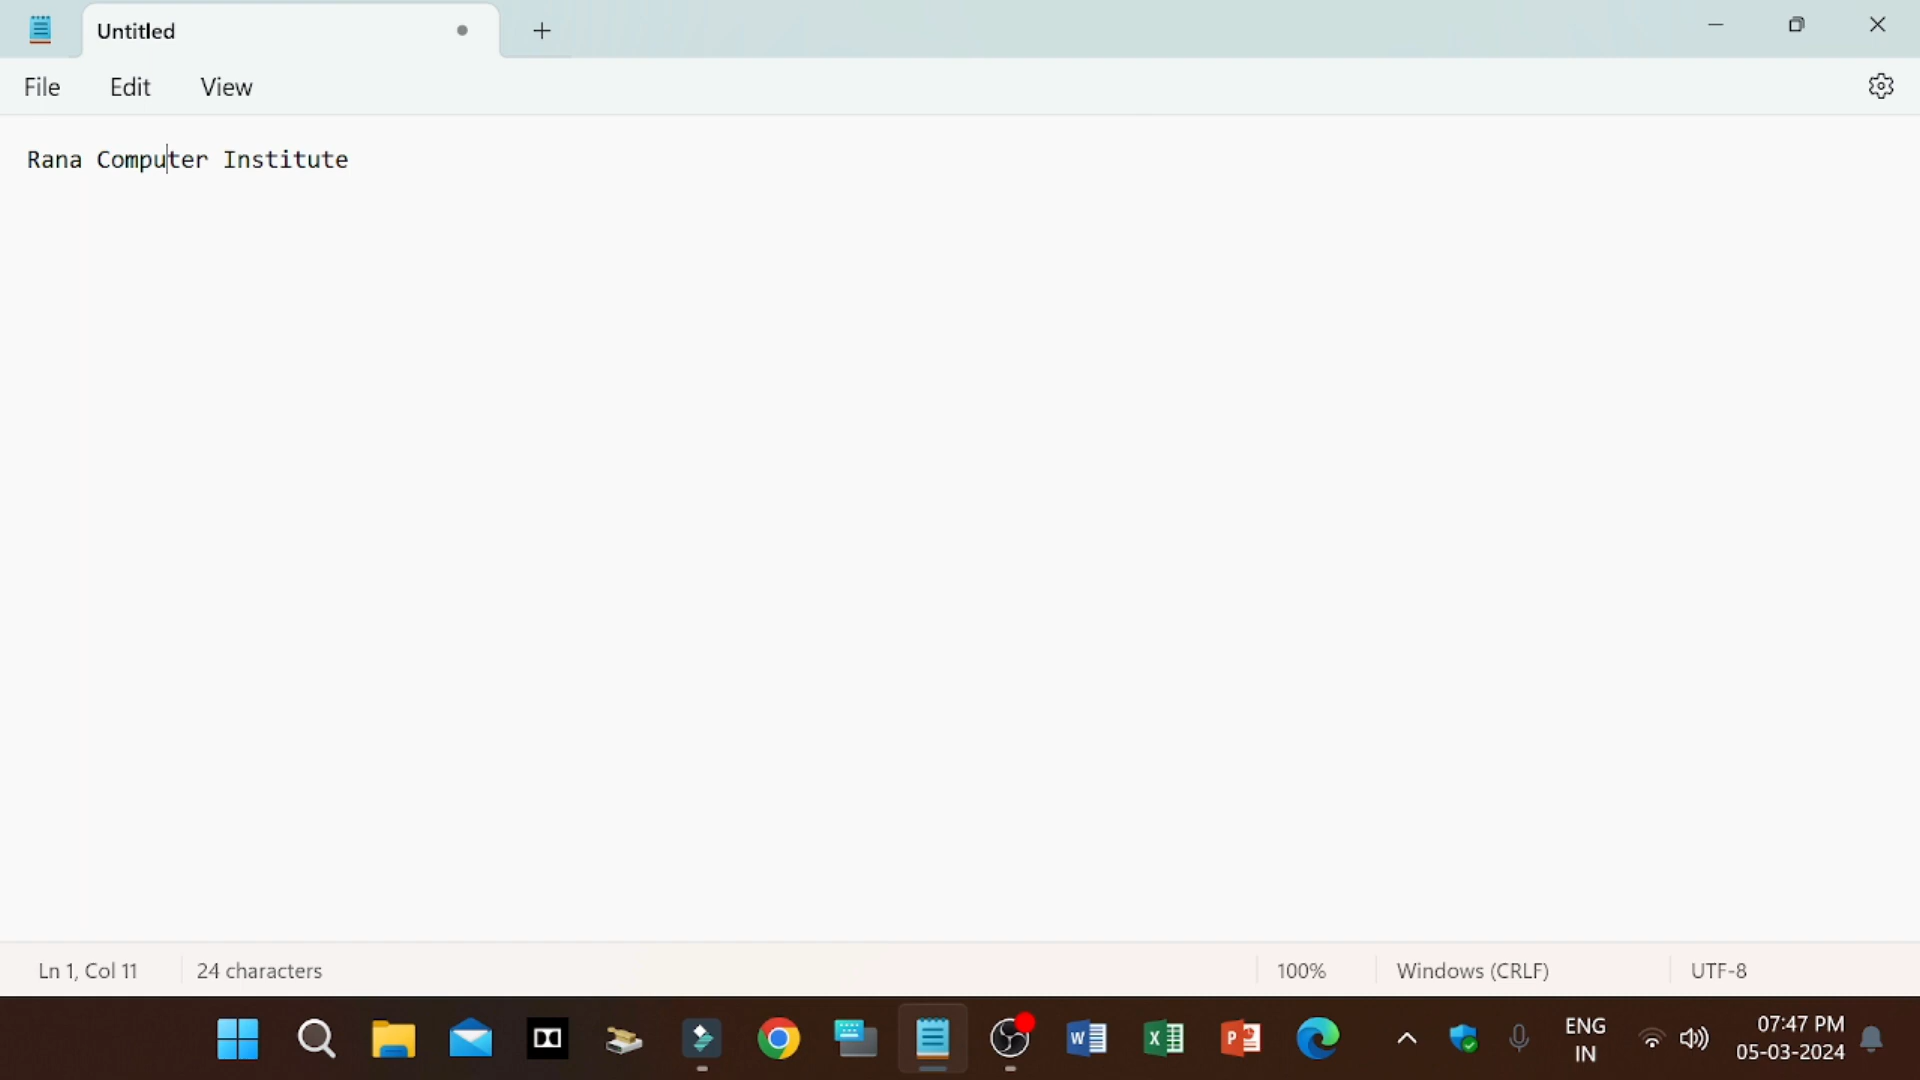 Untitled
File Edit View
Rana Computer Institute
Ln 1, Col 11 24 characters 100% Windows (CRLF) UTF-8
ENG 07:47 PM
IN 05-03-2024